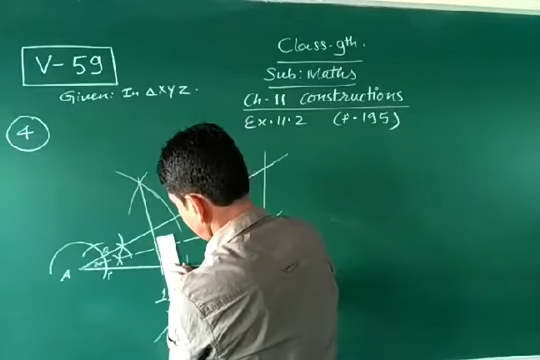 V-59
Class-9th.
Sub: Maths
Ch. 11 Constructions
Ex. 11.2 (P. 195)
Given: In △XYZ.
4
A